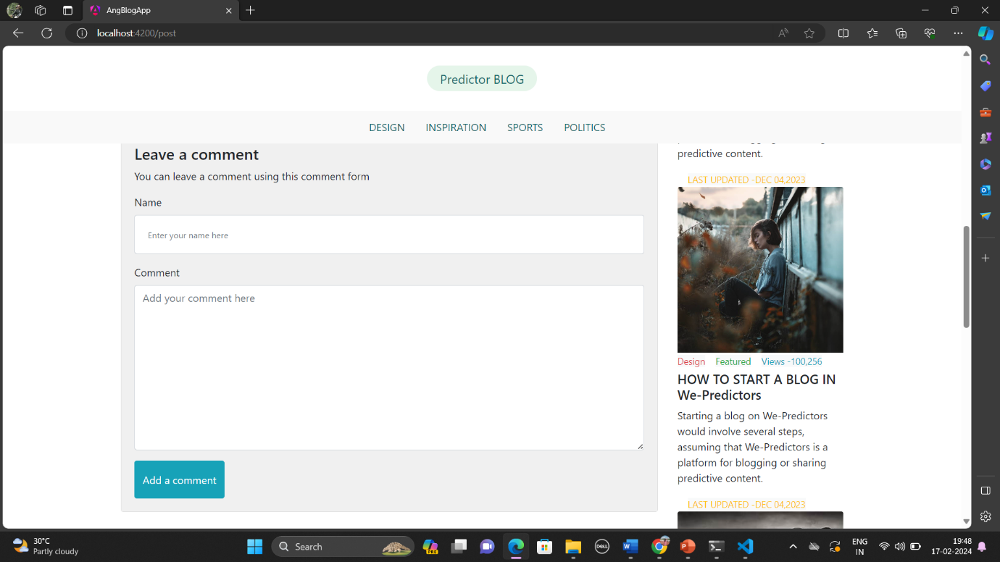 AngBlogApp
localhost:4200/post
Predictor BLOG
DESIGN INSPIRATION SPORTS POLITICS
Leave a comment
You can leave a comment using this comment form
Name
Enter your name here
Comment
Add your comment here
Add a comment
predictive content.
LAST UPDATED -DEC 04,2023
Design Featured Views -100,256
HOW TO START A BLOG IN
We-Predictors
Starting a blog on We-Predictors
would involve several steps,
assuming that We-Predictors is a
platform for blogging or sharing
predictive content.
LAST UPDATED -DEC 04,2023
30°C
Partly cloudy
Search
PRE
DELL
ENG
IN
19:48
17-02-2024